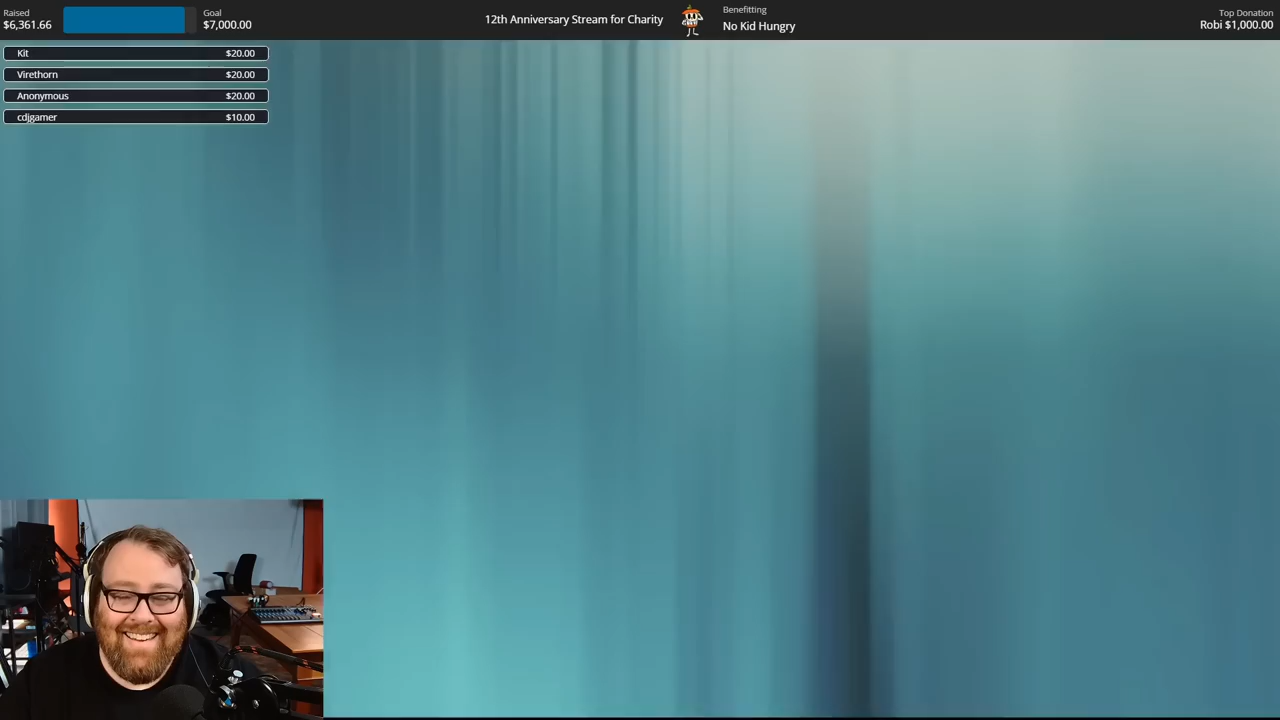 Raised
$6,361.66
Goal
$7,000.00
12th Anniversary Stream for Charity
Benefitting
No Kid Hungry
Top Donation
Robi $1,000.00
Kit $20.00
Virethorn $20.00
Anonymous $20.00
cdjgamer $10.00